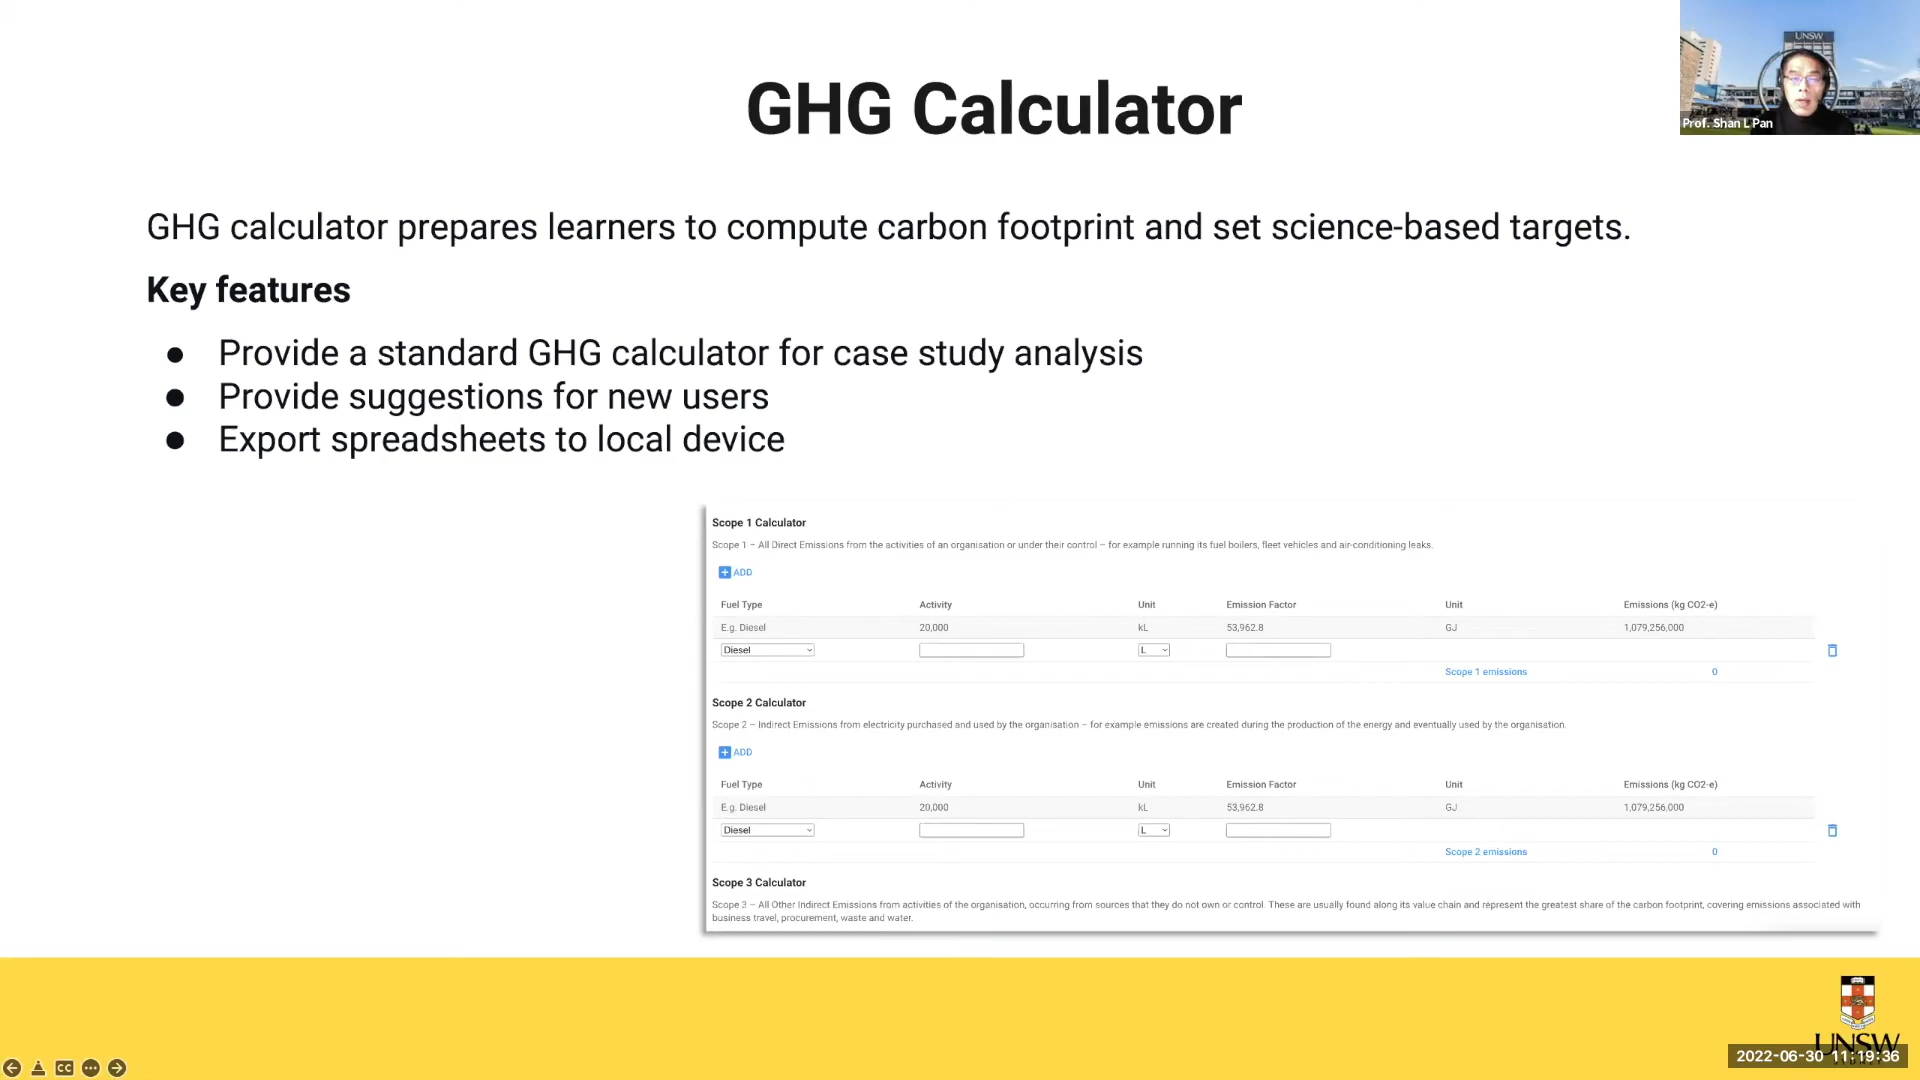 GHG Calculator
UNSW
Prof. Shan L Pan
GHG calculator prepares learners to compute carbon footprint and set science-based targets.
Key features
● Provide a standard GHG calculator for case study analysis
● Provide suggestions for new users
● Export spreadsheets to local device
Scope 1 Calculator
Scope 1 – All Direct Emissions from the activities of an organisation or under their control – for example running its fuel boilers, fleet vehicles and air-conditioning leaks.
+ ADD
Fuel Type Activity Unit Emission Factor Unit Emissions (kg CO2-e)
E.g. Diesel 20,000 kL 53,962.8 GJ 1,079,256,000
Diesel L
Scope 1 emissions 0
Scope 2 Calculator
Scope 2 – Indirect Emissions from electricity purchased and used by the organisation – for example emissions are created during the production of the energy and eventually used by the organisation.
+ ADD
Fuel Type Activity Unit Emission Factor Unit Emissions (kg CO2-e)
E.g. Diesel 20,000 kL 53,962.8 GJ 1,079,256,000
Diesel L
Scope 2 emissions 0
Scope 3 Calculator
Scope 3 – All Other Indirect Emissions from activities of the organisation, occurring from sources that they do not own or control. These are usually found along its value chain and represent the greatest share of the carbon footprint, covering emissions associated with
business travel, procurement, waste and water.
UNSW
2022-06-30 11:19:36
CC